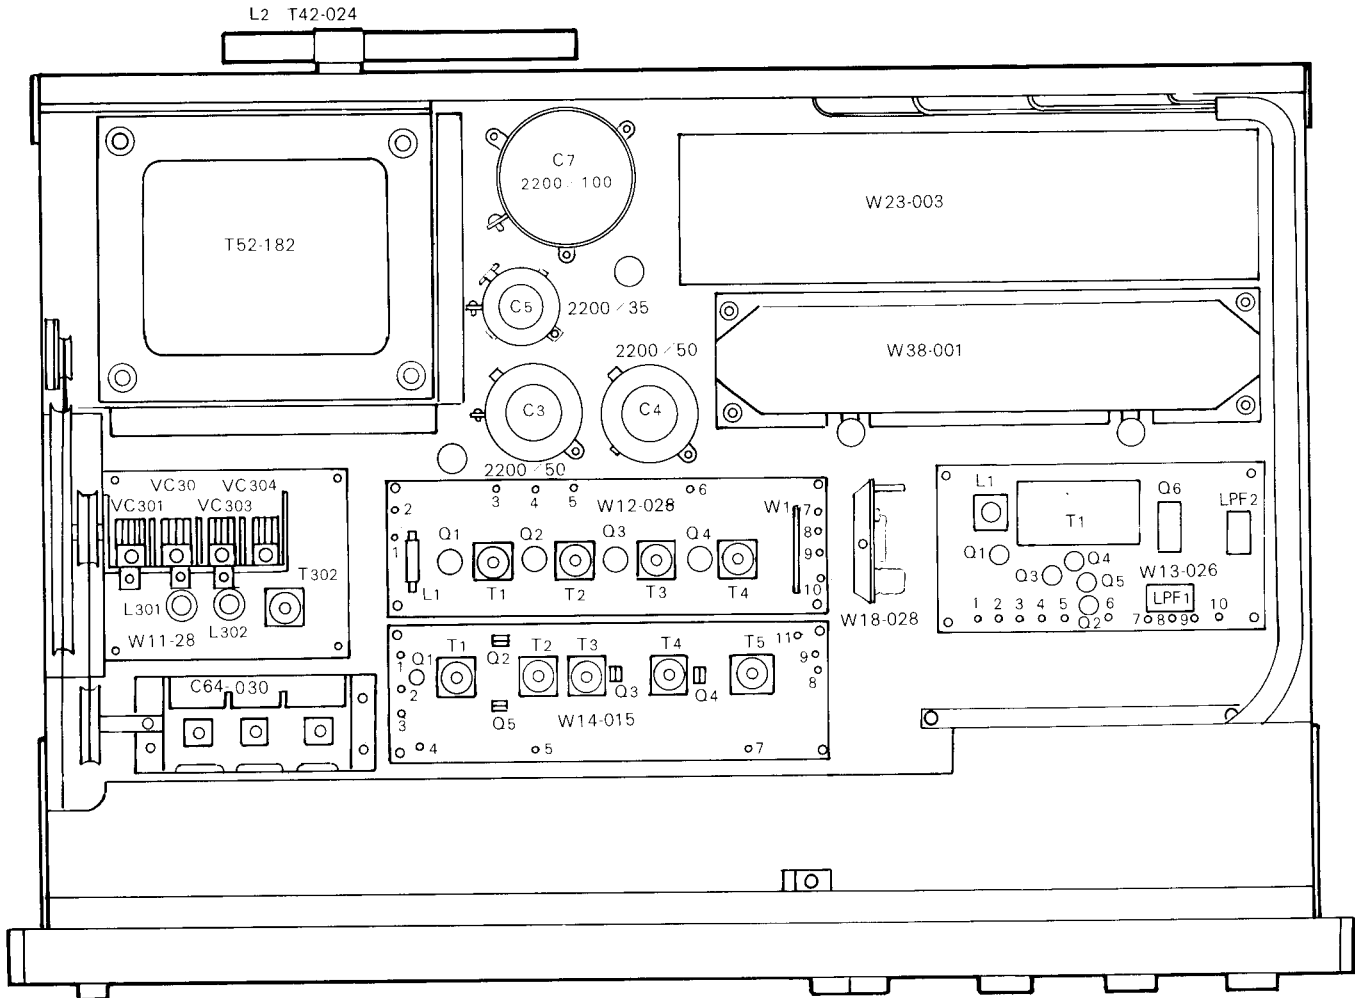 L2 T42-024
C7
2200/100
W23-003
T52-182
C5 2200/35
2200/50
W38-001
C3 C4
2200/50
VC30 VC304
VC301 VC303
T302
L301
L302
W11-28
C64-030
3 4 5 W12-028 6
2 W1 7
Q1 Q2 Q3 Q4 8
1 9
L1 T1 T2 T3 T4 10
Q1 T1 Q2 T2 T3 T4 T5 11
1 9
2 Q3 Q4 8
3 Q5 W14-015
4 5 7
W18-028
L1 Q6 LPF2
T1
Q1 Q4
Q3 Q5 W13-026
LPF1
1 2 3 4 5 Q2 6 7 8 9 10